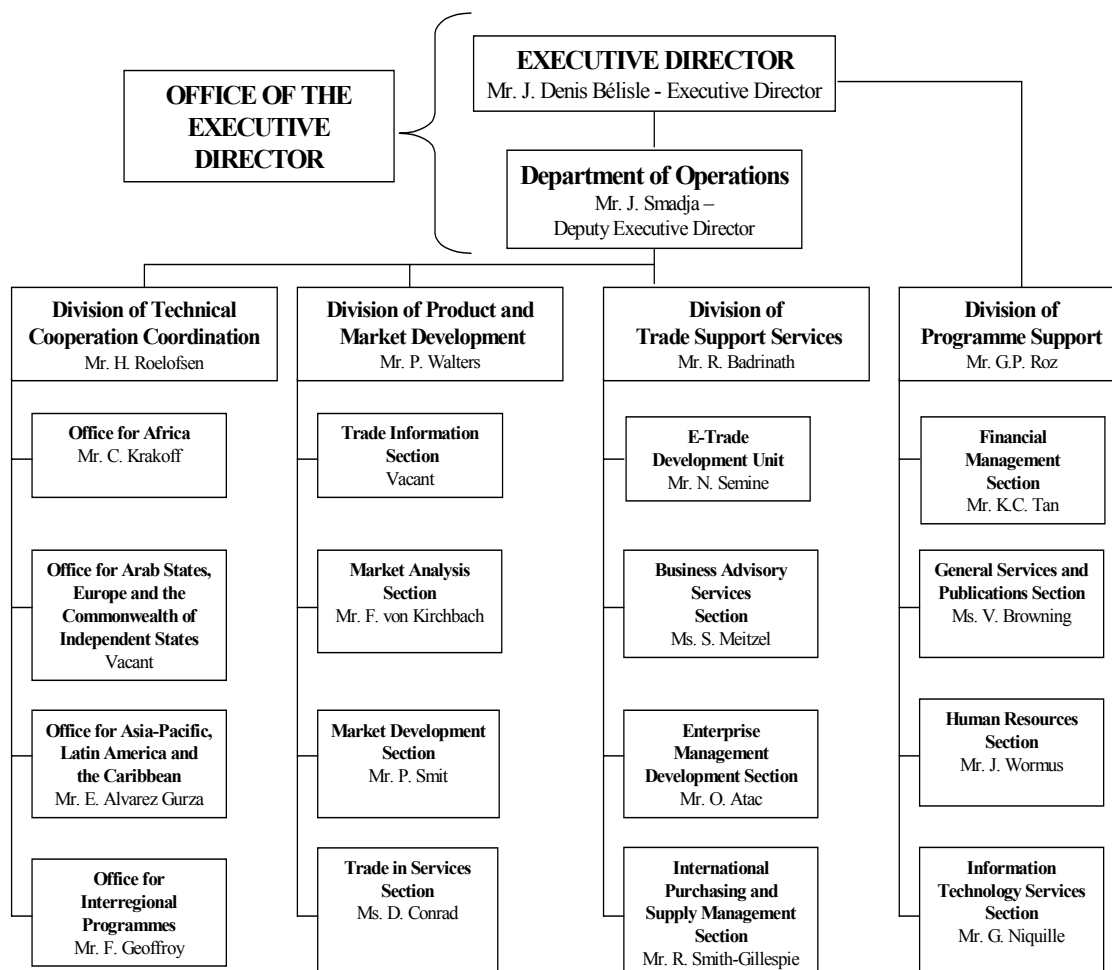 OFFICE OF THE
EXECUTIVE
DIRECTOR
EXECUTIVE DIRECTOR
Mr. J. Denis Bélisle - Executive Director
Department of Operations
Mr. J. Smadja –
Deputy Executive Director
Division of Technical
Cooperation Coordination
Mr. H. Roelofsen
Office for Africa
Mr. C. Krakoff
Office for Arab States,
Europe and the
Commonwealth of
Independent States
Vacant
Office for Asia-Pacific,
Latin America and
the Caribbean
Mr. E. Alvarez Gurza
Office for
Interregional
Programmes
Mr. F. Geoffroy
Division of Product and
Market Development
Mr. P. Walters
Trade Information
Section
Vacant
Market Analysis
Section
Mr. F. von Kirchbach
Market Development
Section
Mr. P. Smit
Trade in Services
Section
Ms. D. Conrad
Division of
Trade Support Services
Mr. R. Badrinath
E-Trade
Development Unit
Mr. N. Semine
Business Advisory
Services
Section
Ms. S. Meitzel
Enterprise
Management
Development Section
Mr. O. Atac
International
Purchasing and
Supply Management
Section
Mr. R. Smith-Gillespie
Division of
Programme Support
Mr. G.P. Roz
Financial
Management
Section
Mr. K.C. Tan
General Services and
Publications Section
Ms. V. Browning
Human Resources
Section
Mr. J. Wormus
Information
Technology Services
Section
Mr. G. Niquille